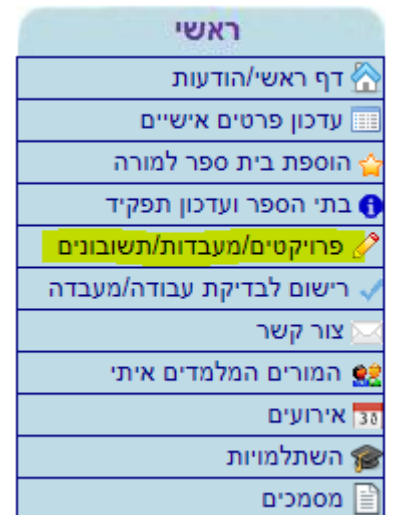 ראשי
דף ראשי/הודעות
עדכון פרטים אישיים
הוספת בית ספר למורה
בתי הספר ועדכון תפקיד
פרויקטים/מעבדות/תשובונים
רישום לבדיקת עבודה/מעבדה
צור קשר
המורים המלמדים איתי
אירועים
השתלמויות
מסמכים